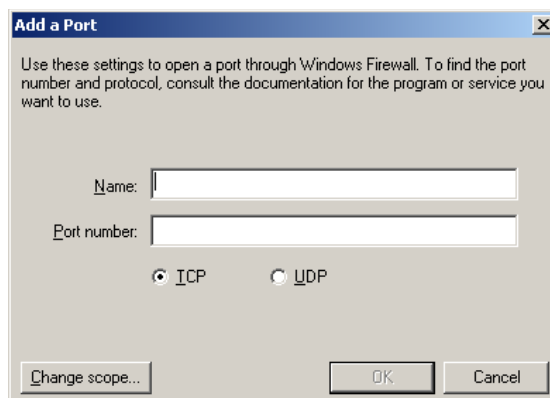 Add a Port
Use these settings to open a port through Windows Firewall. To find the port
number and protocol, consult the documentation for the program or service you
want to use.
Name:
Port number:
TCP UDP
Change scope... OK Cancel